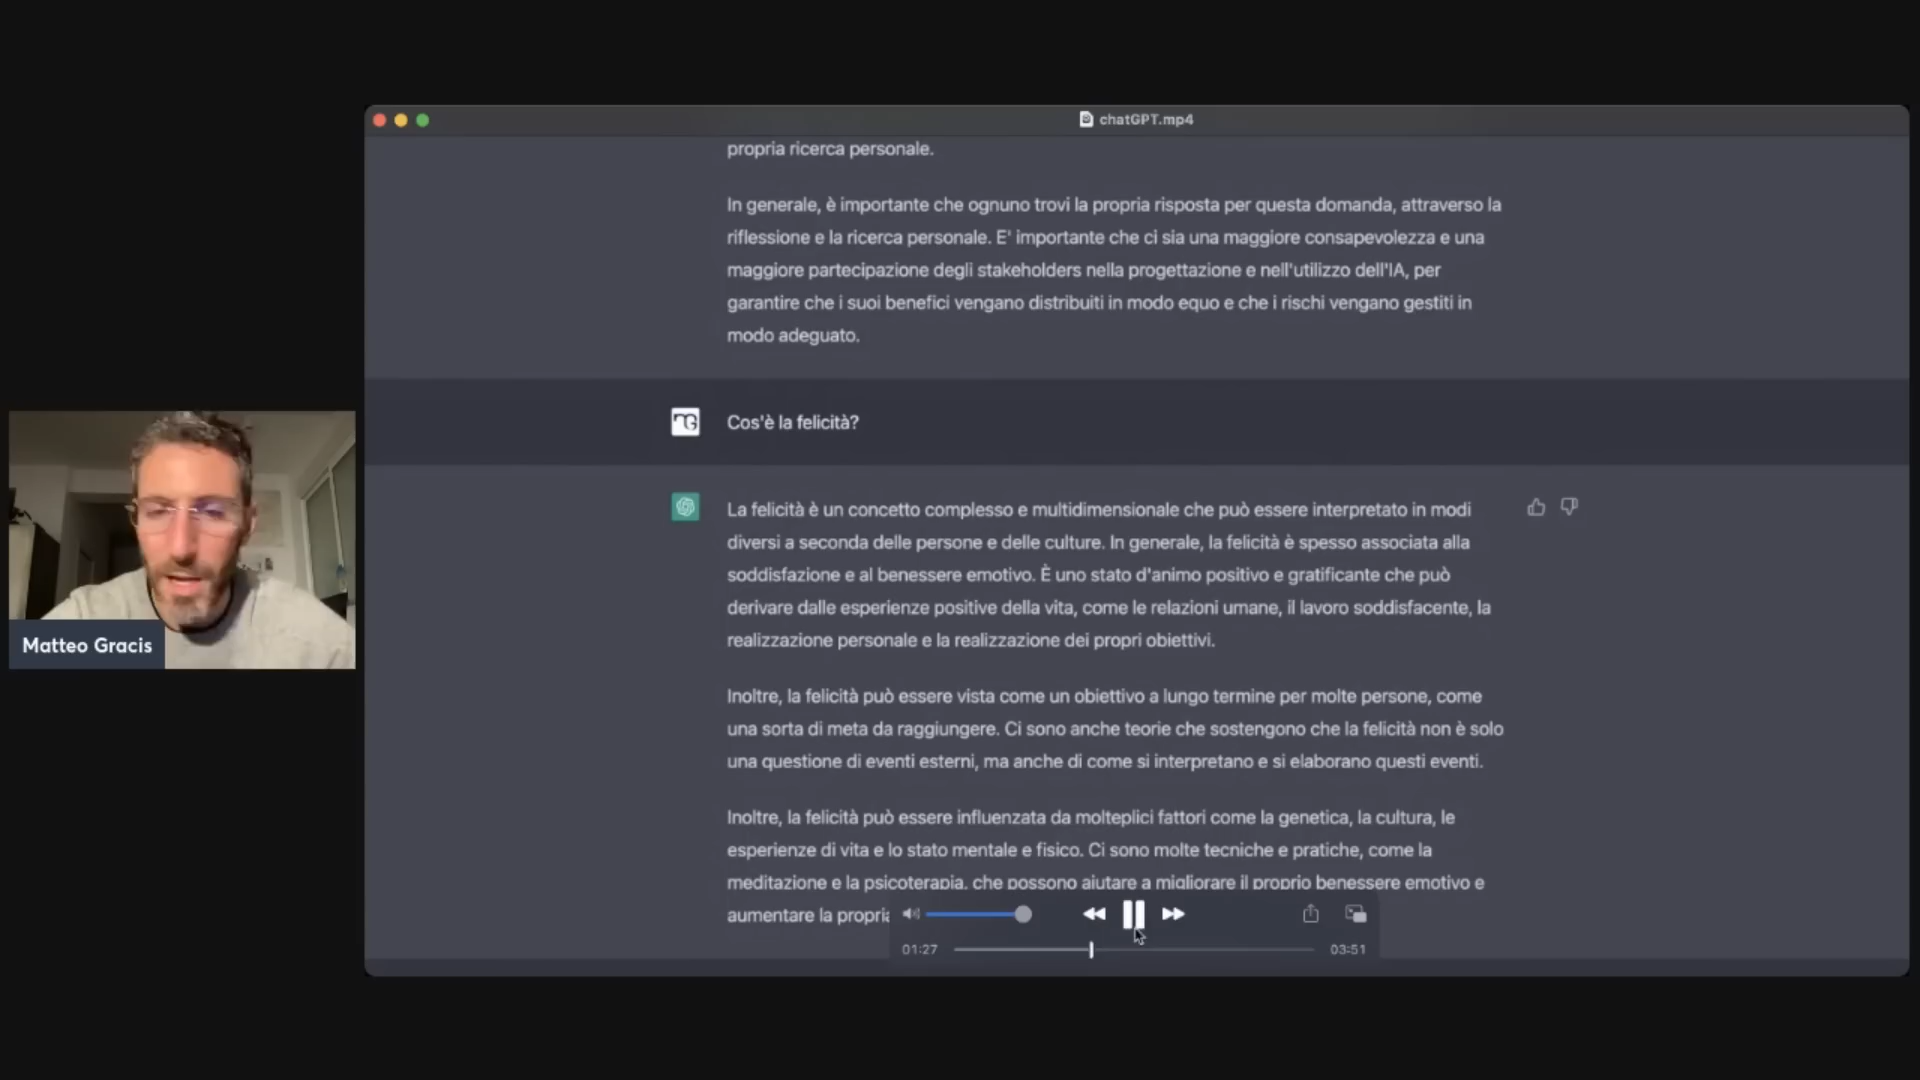 chatGPT.mp4
propria ricerca personale.
In generale, è importante che ognuno trovi la propria risposta per questa domanda, attraverso la
riflessione e la ricerca personale. E' importante che ci sia una maggiore consapevolezza e una
maggiore partecipazione degli stakeholders nella progettazione e nell'utilizzo dell'IA, per
garantire che i suoi benefici vengano distribuiti in modo equo e che i rischi vengano gestiti in
modo adeguato.
Cos'è la felicità?
La felicità è un concetto complesso e multidimensionale che può essere interpretato in modi
diversi a seconda delle persone e delle culture. In generale, la felicità è spesso associata alla
soddisfazione e al benessere emotivo. È uno stato d'animo positivo e gratificante che può
derivare dalle esperienze positive della vita, come le relazioni umane, il lavoro soddisfacente, la
realizzazione personale e la realizzazione dei propri obiettivi.
Inoltre, la felicità può essere vista come un obiettivo a lungo termine per molte persone, come
una sorta di meta da raggiungere. Ci sono anche teorie che sostengono che la felicità non è solo
una questione di eventi esterni, ma anche di come si interpretano e si elaborano questi eventi.
Inoltre, la felicità può essere influenzata da molteplici fattori come la genetica, la cultura, le
esperienze di vita e lo stato mentale e fisico. Ci sono molte tecniche e pratiche, come la
meditazione e la psicoterapia, che possono aiutare a migliorare il proprio benessere emotivo e
aumentare la propria
01:27
03:51
Matteo Gracis